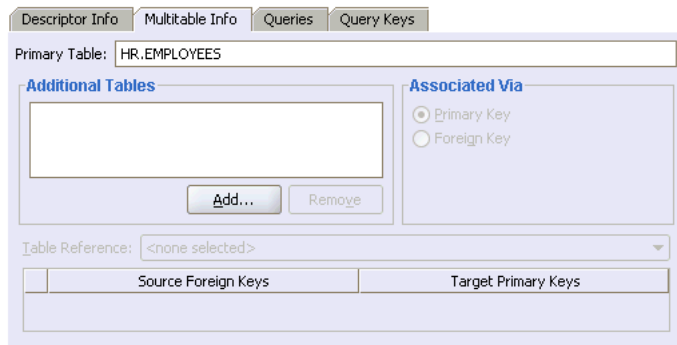 Descriptor Info Multitable Info Queries Query Keys
Primary Table: HR.EMPLOYEES
Additional Tables Associated Via
Primary Key
Foreign Key
Add... Remove
Table Reference: <none selected>
Source Foreign Keys Target Primary Keys